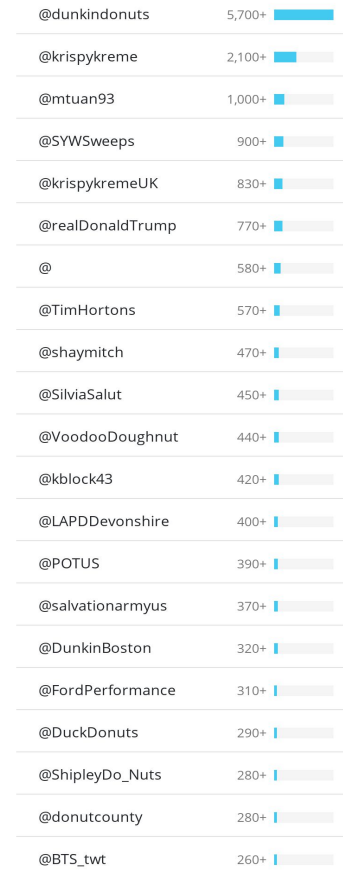 @dunkindonuts 5,700+
@krispykreme 2,100+
@mtuan93 1,000+
@SYWSweeps 900+
@krispykremeUK 830+
@realDonaldTrump 770+
@ 580+
@TimHortons 570+
@shaymitch 470+
@SilviaSalut 450+
@VoodooDoughnut 440+
@kblock43 420+
@LAPDDevonshire 400+
@POTUS 390+
@salvationarmyus 370+
@DunkinBoston 320+
@FordPerformance 310+
@DuckDonuts 290+
@ShipleyDo_Nuts 280+
@donutcounty 280+
@BTS_twt 260+